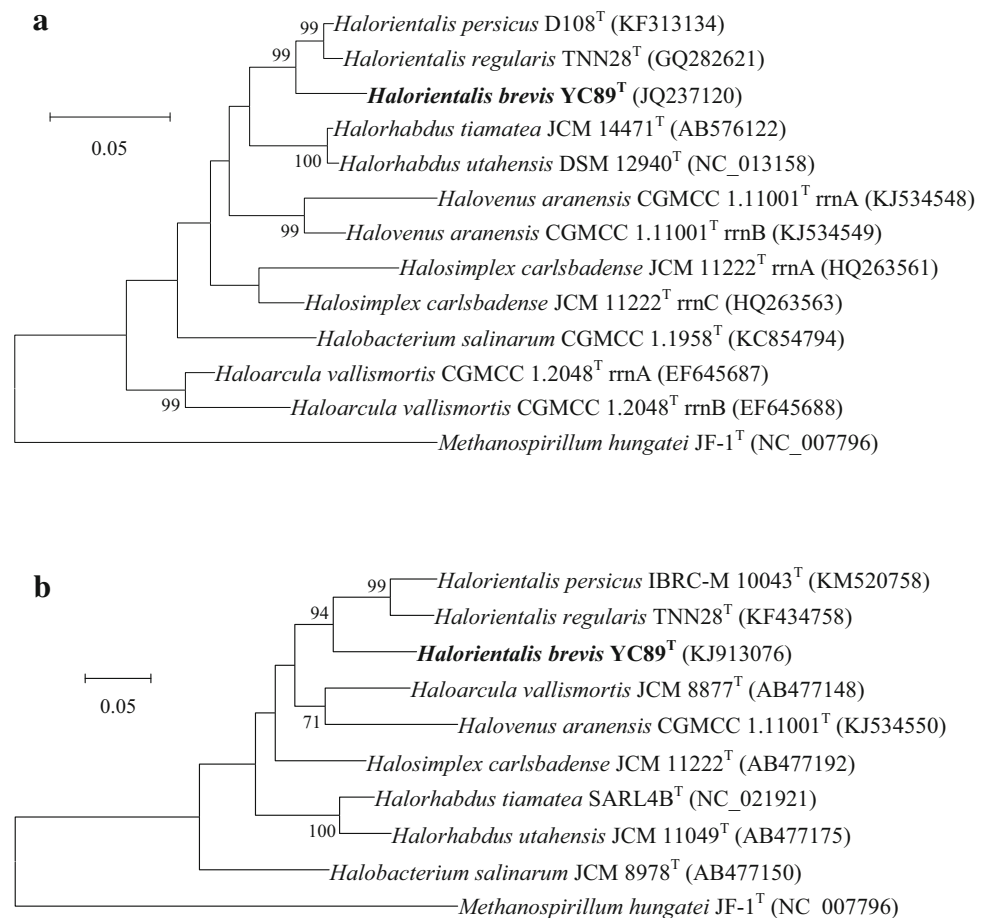 a
99
Halorientalis persicus D108T (KF313134)
99
Halorientalis regularis TNN28T (GQ282621)
Halorientalis brevis YC89T (JQ237120)
0.05
Halorhabdus tiamatea JCM 14471T (AB576122)
100
Halorhabdus utahensis DSM 12940T (NC_013158)
Halovenus aranensis CGMCC 1.11001T rrnA (KJ534548)
99
Halovenus aranensis CGMCC 1.11001T rrnB (KJ534549)
Halosimplex carlsbadense JCM 11222T rrnA (HQ263561)
Halosimplex carlsbadense JCM 11222T rrnC (HQ263563)
Halobacterium salinarum CGMCC 1.1958T (KC854794)
Haloarcula vallismortis CGMCC 1.2048T rrnA (EF645687)
99
Haloarcula vallismortis CGMCC 1.2048T rrnB (EF645688)
Methanospirillum hungatei JF-1T (NC_007796)
b
99
Halorientalis persicus IBRC-M 10043T (KM520758)
94
Halorientalis regularis TNN28T (KF434758)
Halorientalis brevis YC89T (KJ913076)
0.05
Haloarcula vallismortis JCM 8877T (AB477148)
71
Halovenus aranensis CGMCC 1.11001T (KJ534550)
Halosimplex carlsbadense JCM 11222T (AB477192)
Halorhabdus tiamatea SARL4BT (NC_021921)
100
Halorhabdus utahensis JCM 11049T (AB477175)
Halobacterium salinarum JCM 8978T (AB477150)
Methanospirillum hungatei JF-1T (NC_007796)